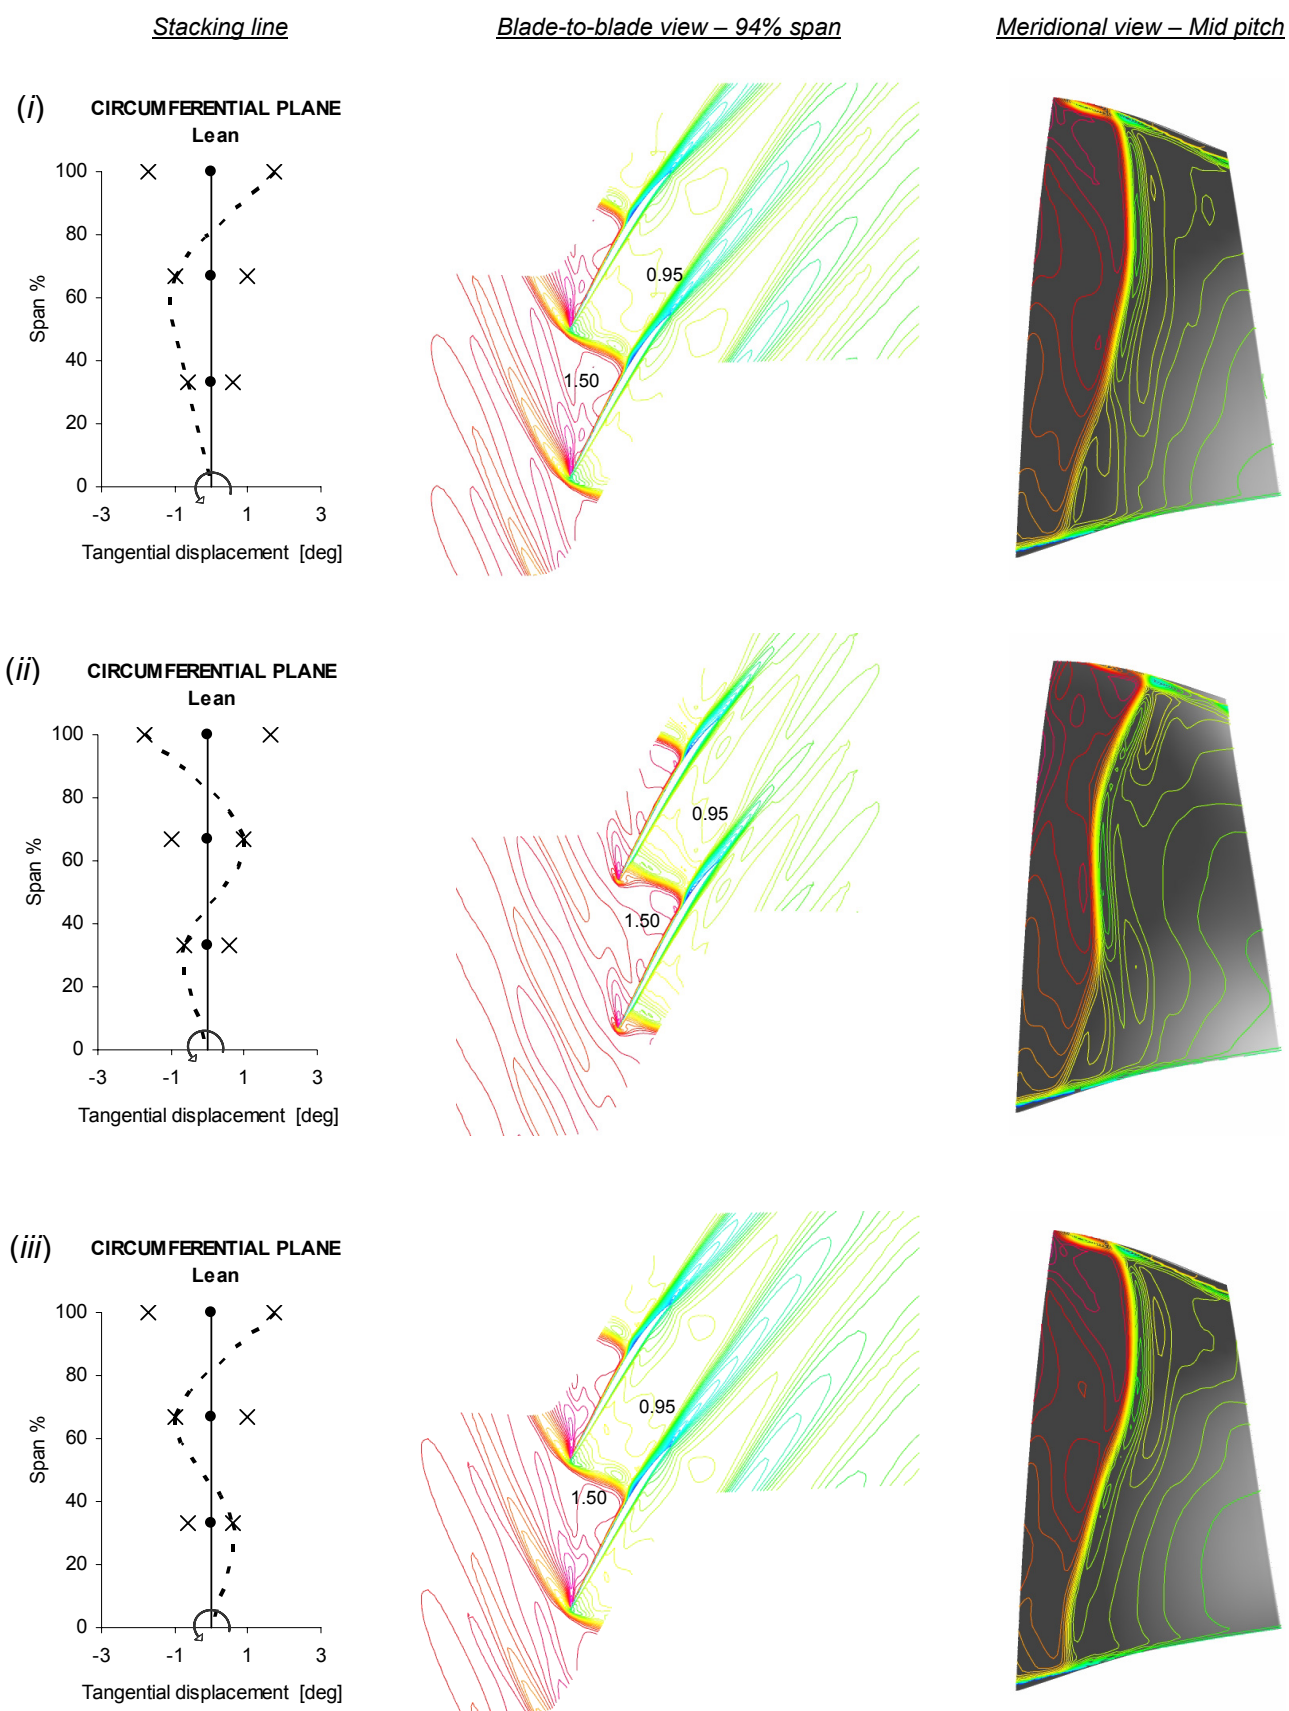 Stacking line
Blade-to-blade view – 94% span
Meridional view – Mid pitch
(i)
CIRCUMFERENTIAL PLANE
Lean
100
80
60
40
20
0
Span %
-3 -1 1 3
Tangential displacement [deg]
0.95
1.50
(ii)
CIRCUMFERENTIAL PLANE
Lean
100
80
60
40
20
0
Span %
-3 -1 1 3
Tangential displacement [deg]
0.95
1.50
(iii)
CIRCUMFERENTIAL PLANE
Lean
100
80
60
40
20
0
Span %
-3 -1 1 3
Tangential displacement [deg]
0.95
1.50